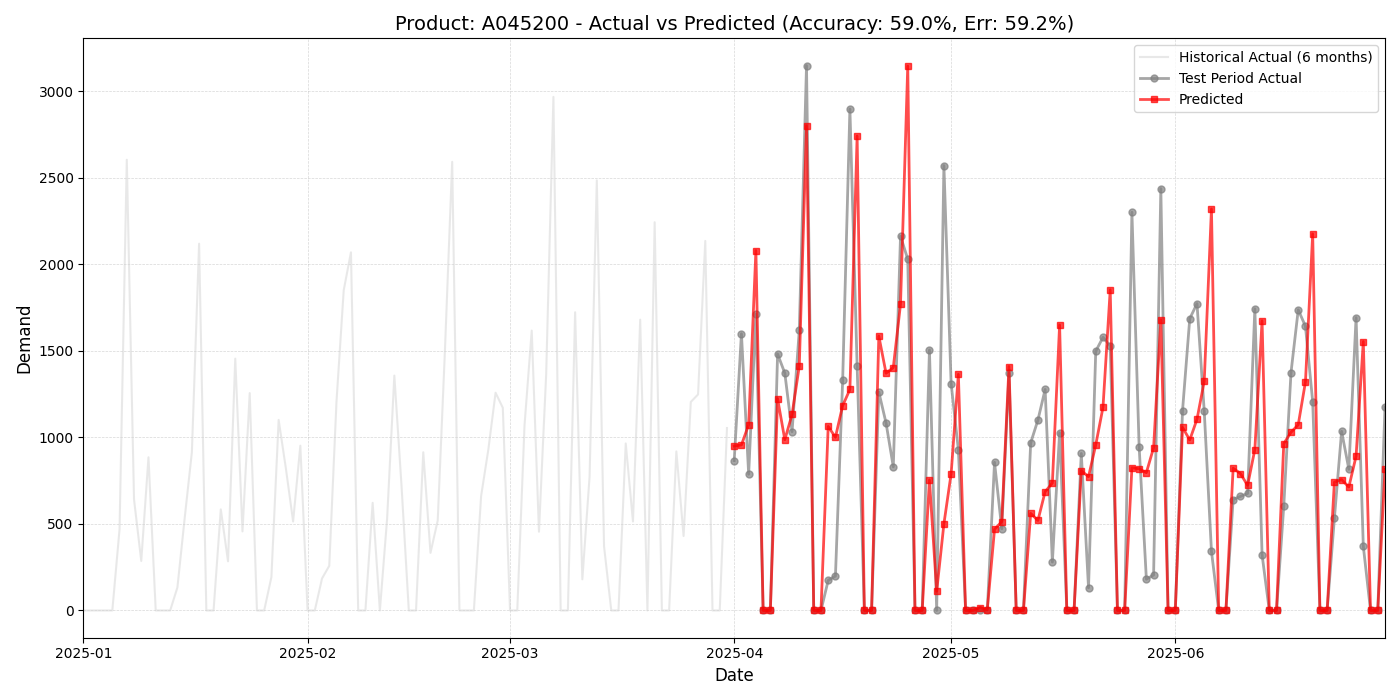 Product: A045200 - Actual vs Predicted (Accuracy: 59.0%, Err: 59.2%)
Historical Actual (6 months)
Test Period Actual
Predicted
Demand
3000
2500
2000
1500
1000
500
0
2025-01
2025-02
2025-03
2025-04
2025-05
2025-06
Date